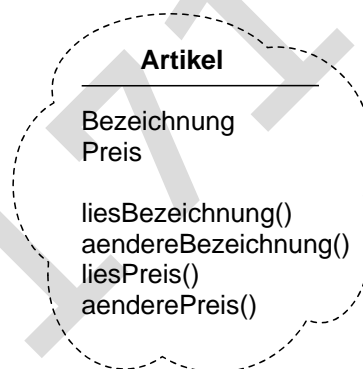 Artikel
Bezeichnung
Preis
liesBezeichnung()
aendereBezeichnung()
liesPreis()
aenderePreis()